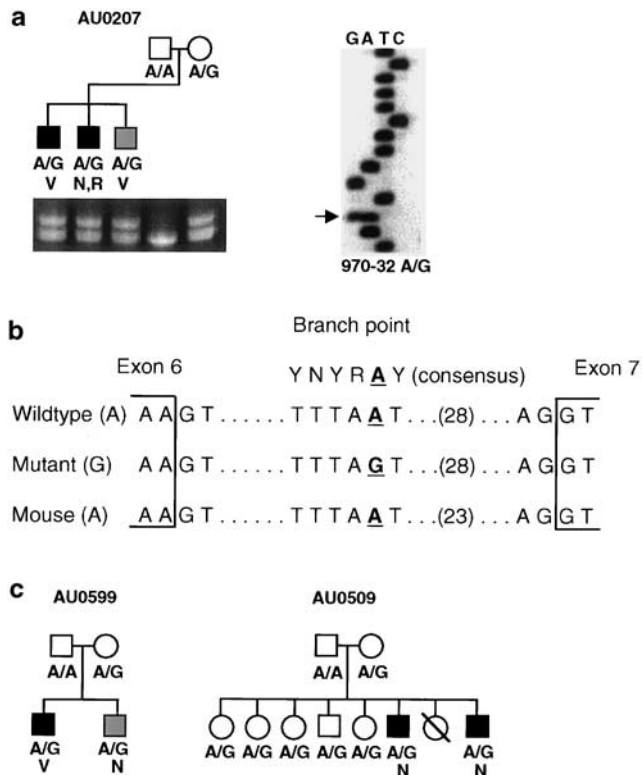 a
AU0207
A/A A/G
A/G A/G A/G
V N,R V
G A T C
970-32 A/G
b
Branch point
Exon 6
Exon 7
Y N Y R A Y (consensus)
Wildtype (A) A A G T . . . . . . T T T A A T . . . (28) . . . A G G T
Mutant (G) A A G T . . . . . . T T T A G T . . . (28) . . . A G G T
Mouse (A) A A G T . . . . . . T T T A A T . . . (23) . . . A G G T
c
AU0599
A/A A/G
A/G A/G
V N
AU0509
A/A A/G
A/G A/G A/G A/G A/G A/G A/G
N N